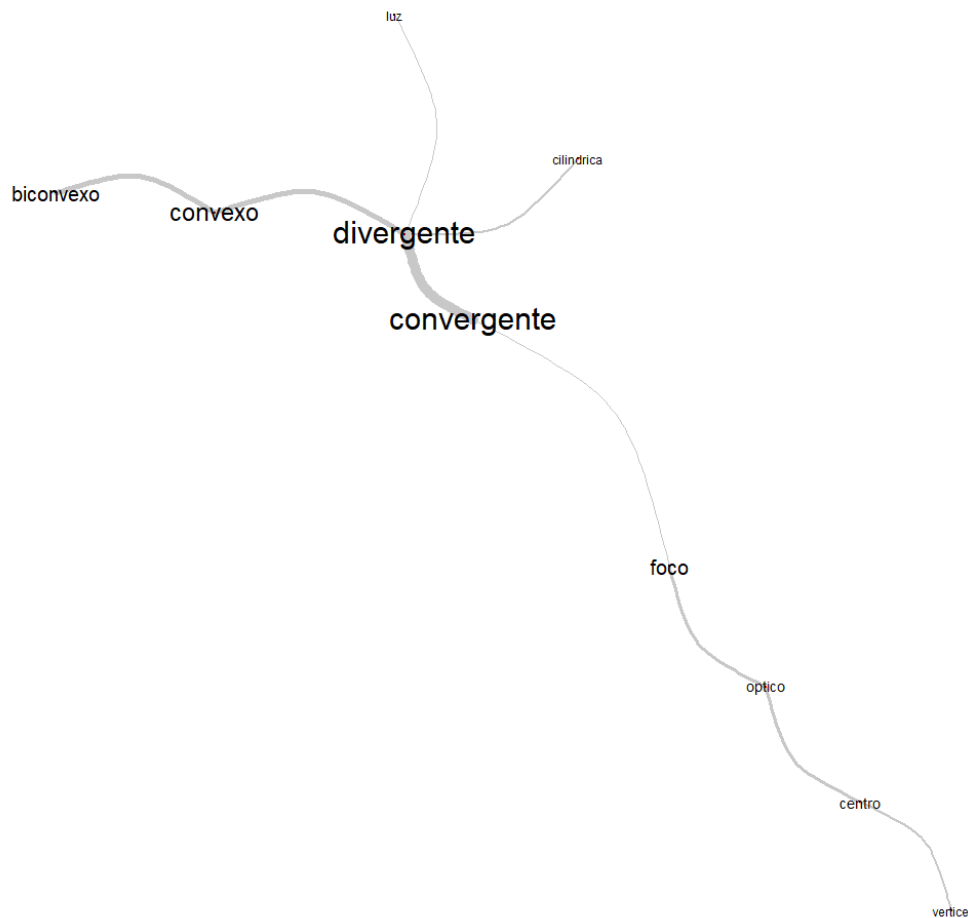 luz
cilindrica
biconvexo
convexo
divergente
convergente
foco
optico
centro
vertice